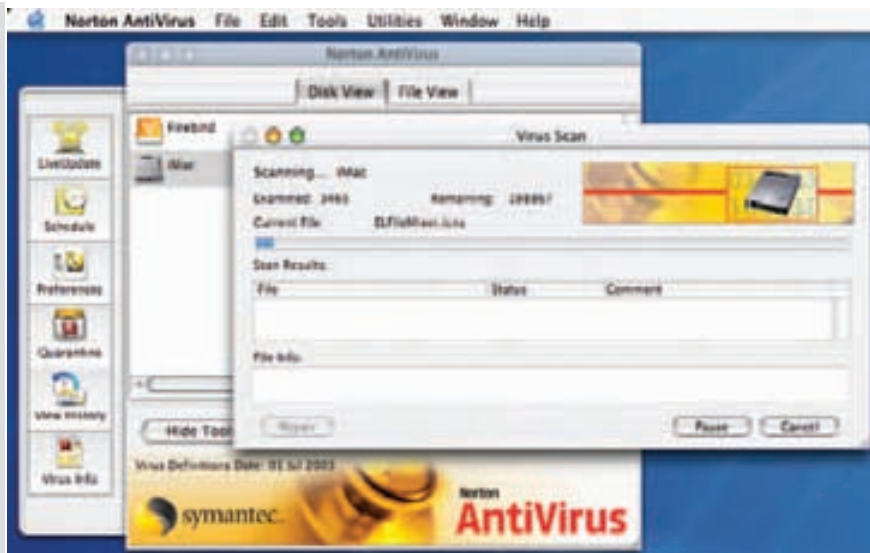 Norton AntiVirus File Edit Tools Utilities Window Help
Norton AntiVirus
Disk View File View
LiveUpdate
Schedule
Preferences
Quarantine
View History
Virus Info
Firebird
iMac
Virus Scan
Scanning... iMac
Examined: 3465 Remaining:
Current File:
Scan Results:
File Status Comment
File Info:
Repair Pause Cancel
Hide Tool
Virus Definitions Date: 01 Jul 2003
symantec.
Norton
AntiVirus